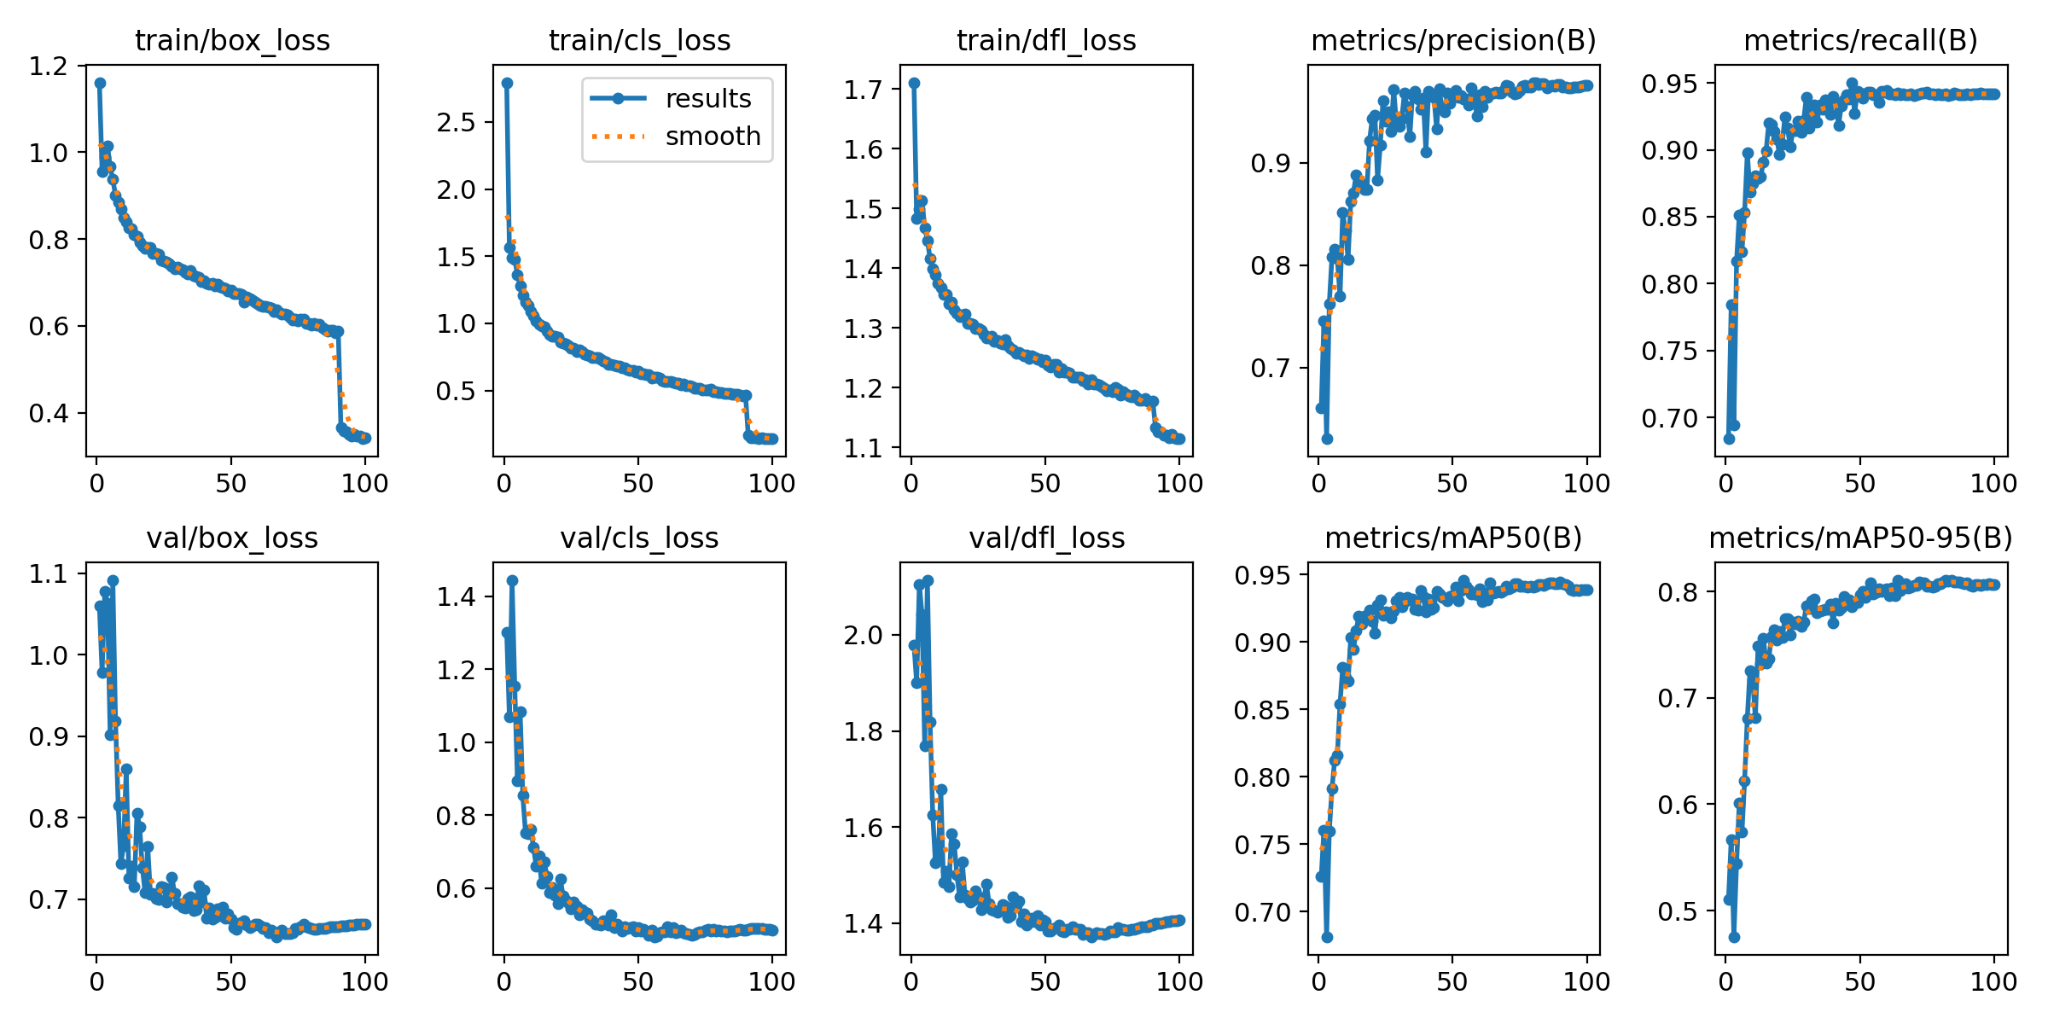 train/box_loss
train/cls_loss
train/dfl_loss
metrics/precision(B)
metrics/recall(B)
1.2
1.0
0.8
0.6
0.4
0 50 100
2.5
2.0
1.5
1.0
0.5
results
smooth
0 50 100
1.7
1.6
1.5
1.4
1.3
1.2
1.1
0 50 100
0.9
0.8
0.7
0 50 100
0.95
0.90
0.85
0.80
0.75
0.70
0 50 100
val/box_loss
val/cls_loss
val/dfl_loss
metrics/mAP50(B)
metrics/mAP50-95(B)
1.1
1.0
0.9
0.8
0.7
0 50 100
1.4
1.2
1.0
0.8
0.6
0 50 100
2.0
1.8
1.6
1.4
0 50 100
0.95
0.90
0.85
0.80
0.75
0.70
0 50 100
0.8
0.7
0.6
0.5
0 50 100